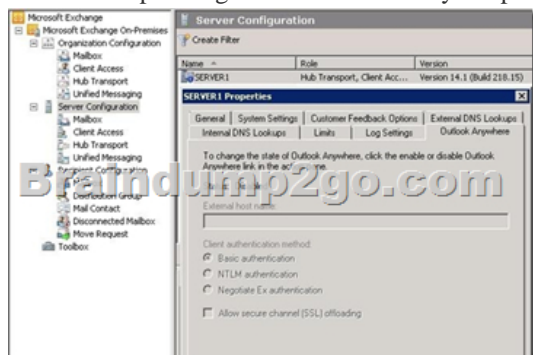 Microsoft Exchange
Microsoft Exchange On-Premises
Organization Configuration
Mailbox
Client Access
Hub Transport
Unified Messaging
Server Configuration
Mailbox
Client Access
Hub Transport
Unified Messaging
Recipient Configuration
Distribution Group
Mail Contact
Disconnected Mailbox
Move Request
Toolbox
Server Configuration
Create Filter
Name Role Version
SERVER1 Hub Transport, Client Acc... Version 14.1 (Build 218.15)
SERVER1 Properties
General System Settings Customer Feedback Options External DNS Lookups
Internal DNS Lookups Limits Log Settings Outlook Anywhere
To change the state of Outlook Anywhere, click the enable or disable Outlook
Anywhere link in the
External host name:
Client authentication method:
Basic authentication
NTLM authentication
Negotiate Ex authentication
Allow secure channel (SSL) offloading
Braindump2go.com